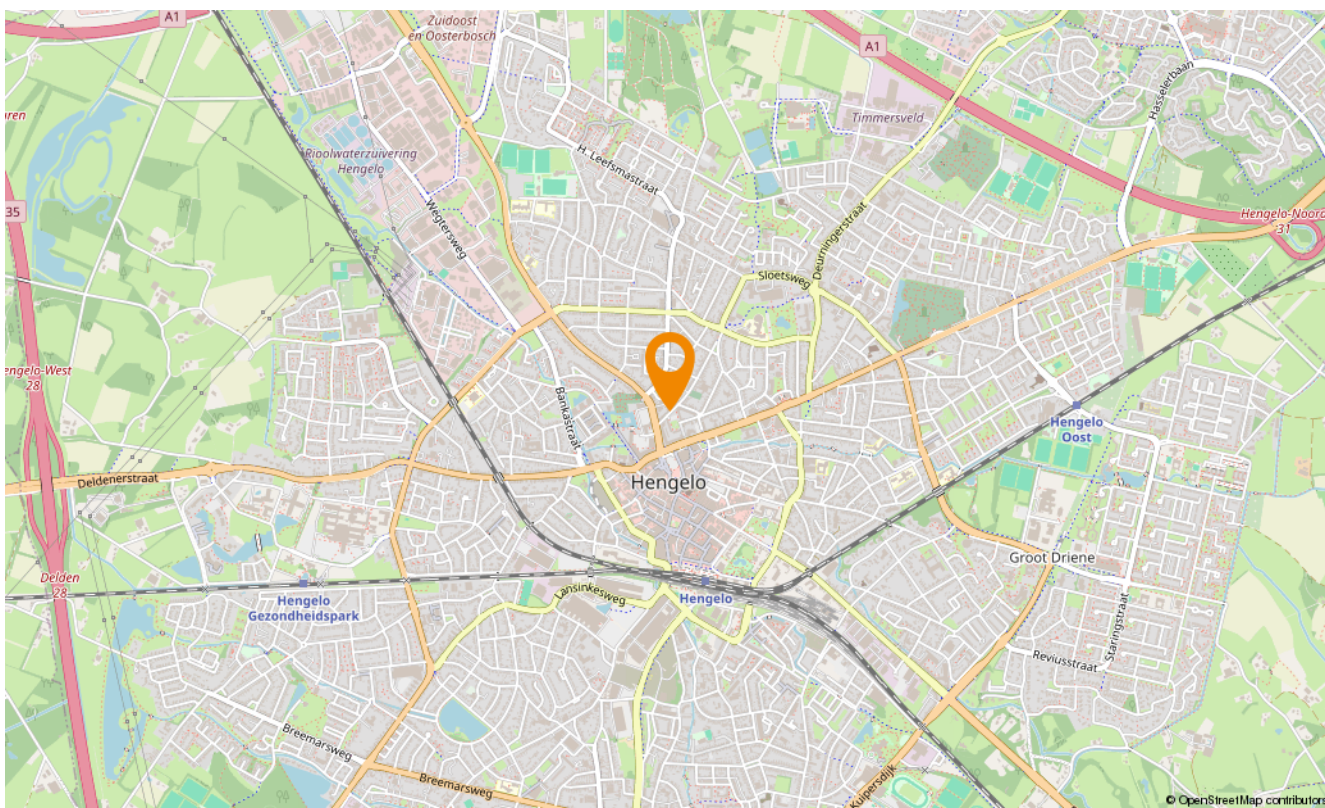 A1
Zuidoost
en Oosterbosch
A1
Hasselerbaan
Timmersveld
Rioolwaterzuivering
Hengelo
H. Leefsmastraat
35
Wegtersweg
Deurningerstraat
Hengelo-Noord
31
Sloetsweg
engelo-West
28
Bankastraat
Hengelo
Oost
Deldenerstraat
Hengelo
Groot Driene
Delden
28
Hengelo
Gezondheidspark
Lansinkesweg
Hengelo
Staringstraat
Reviusstraat
Breemarsweg
Breemarsweg
Kuipersdijk
© OpenStreetMap contributors